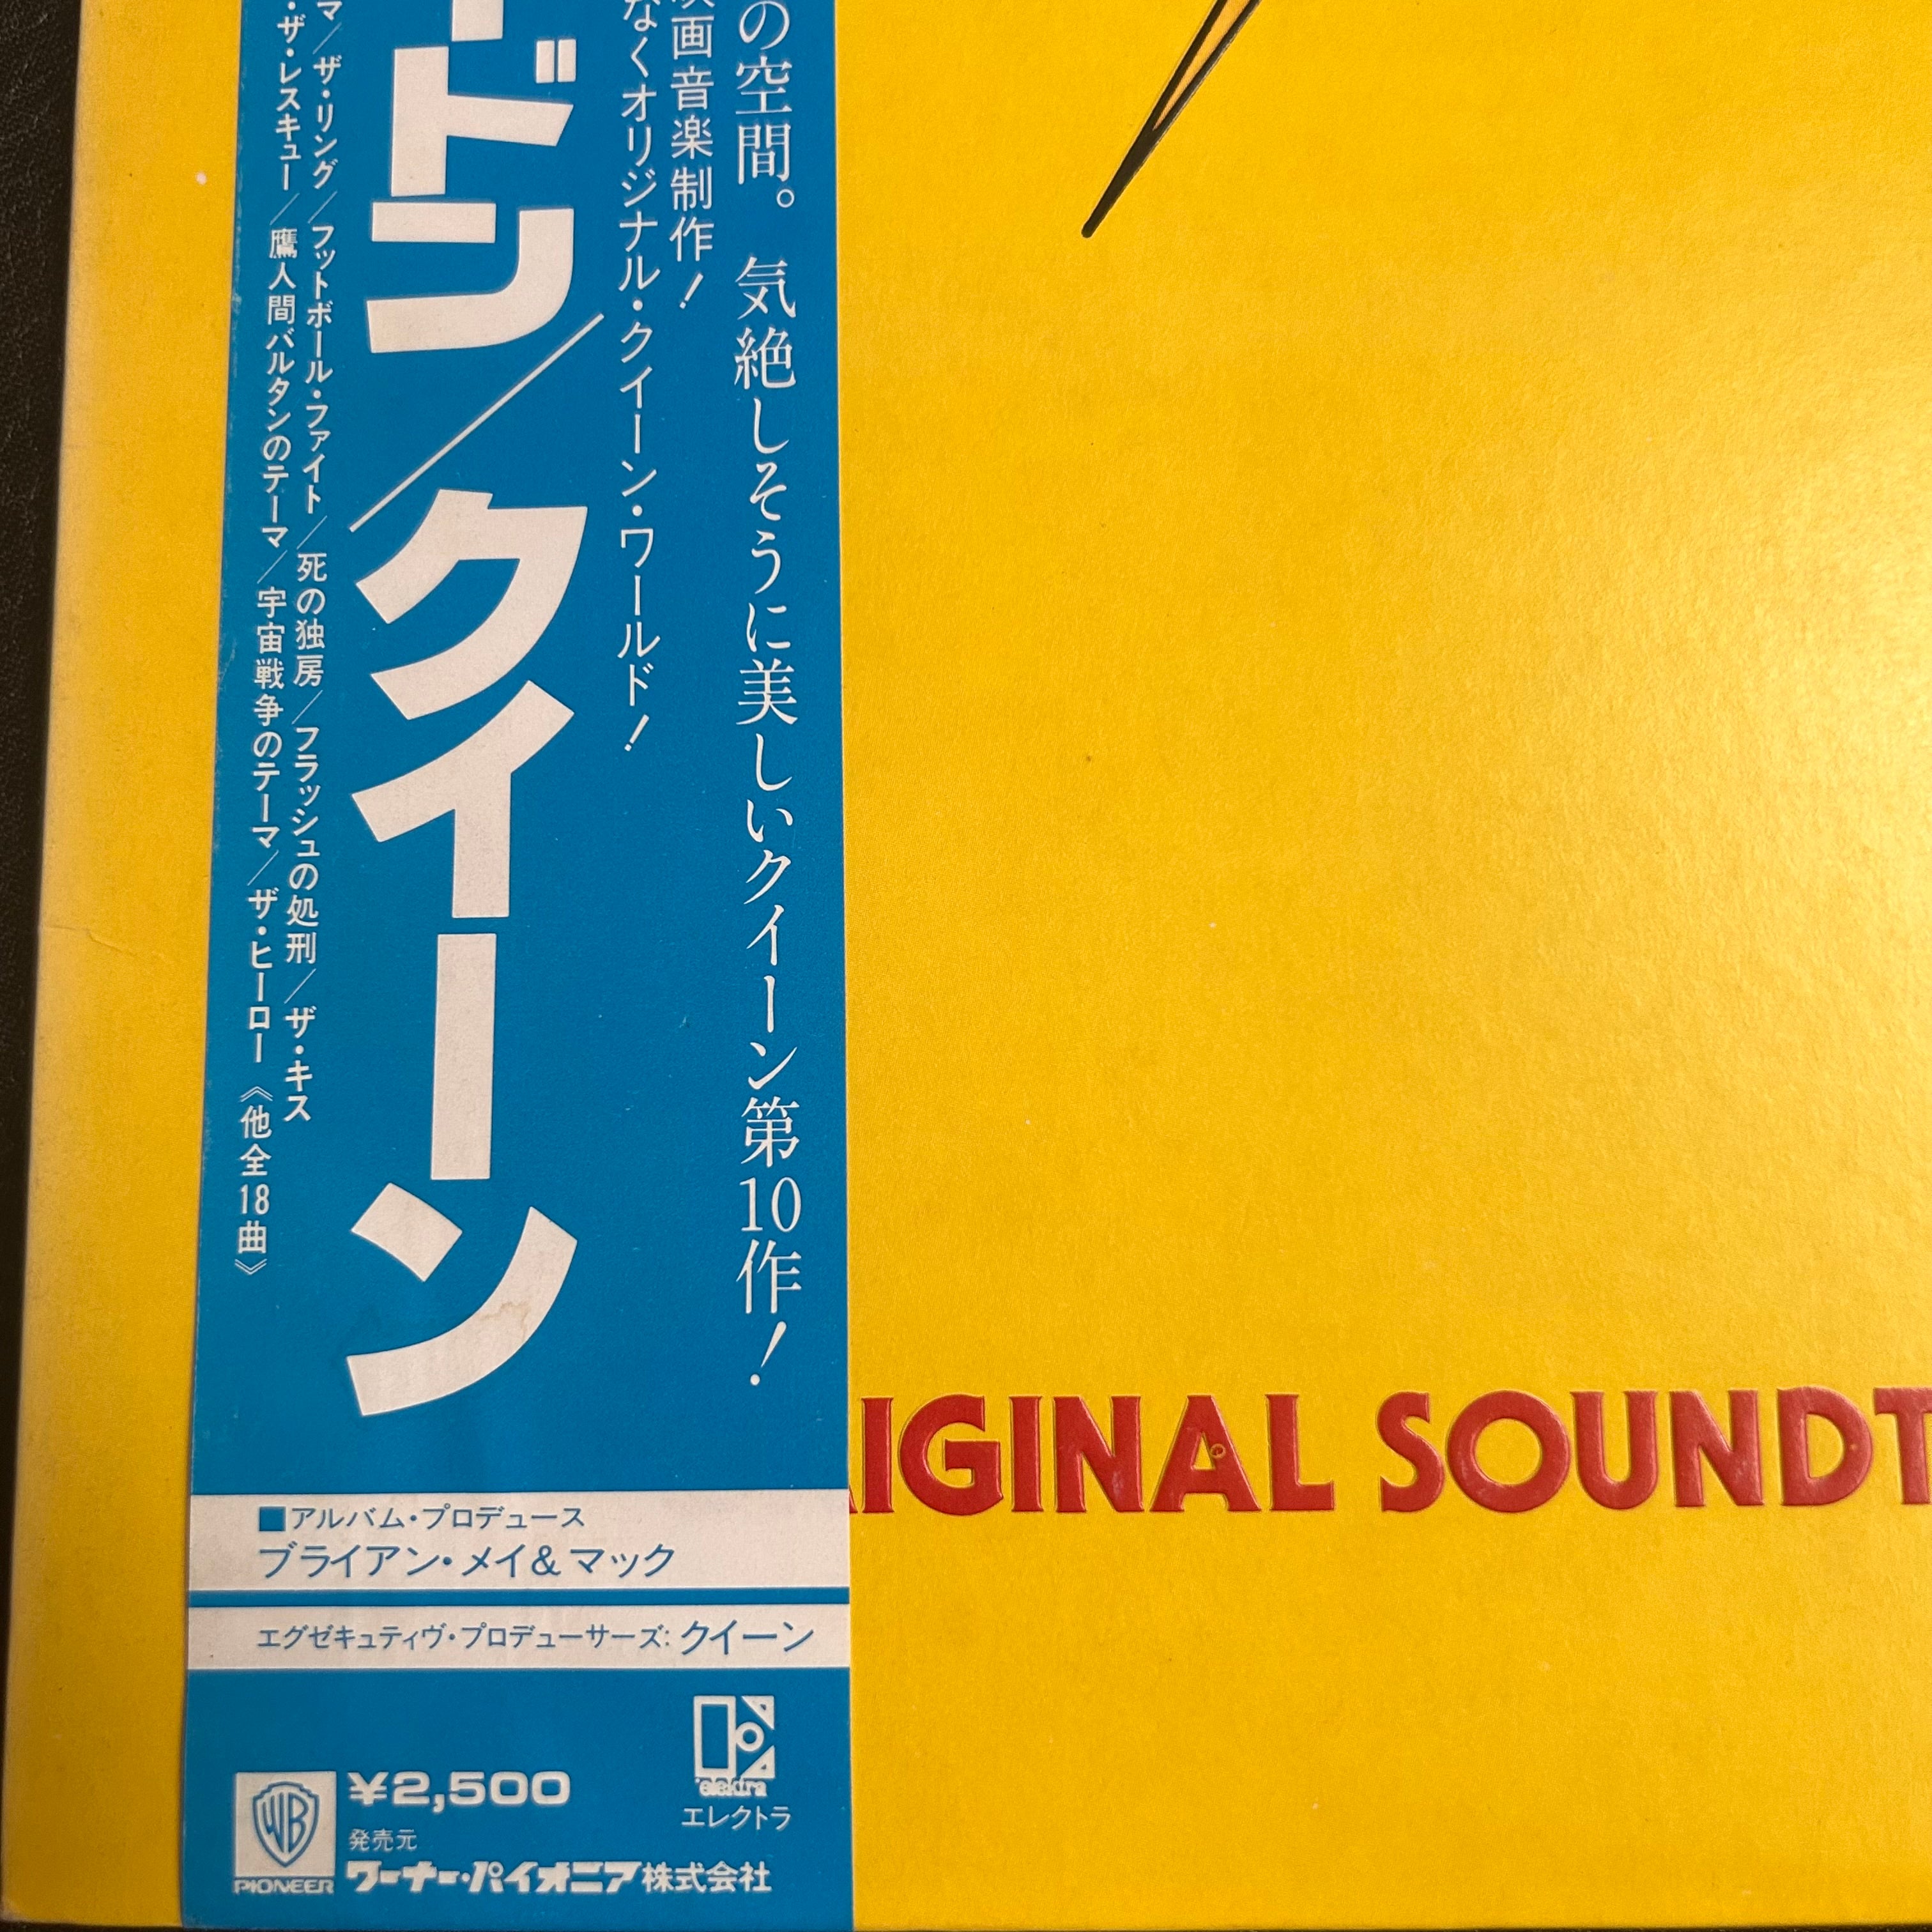 の空間。気絶しそうに美しいクイーン第10作！
画音楽制作！
なくオリジナル・クイーン・ワールド！
ドン／クイーン
マ／ザ・リング／フットボール・ファイト／死の独房／フラッシュの処刑／ザ・キス
・ザ・レスキュー／鷹人間バルタンのテーマ／宇宙戦争のテーマ／ザ・ヒーロー《他全18曲》
IGINAL SOUNDT
■アルバム・プロデュース
ブライアン・メイ&マック
エグゼキュティヴ・プロデューサーズ: クイーン
elektra
エレクトラ
¥2,500
発売元
WB
PIONEER
ワーナー・パイオニア株式会社